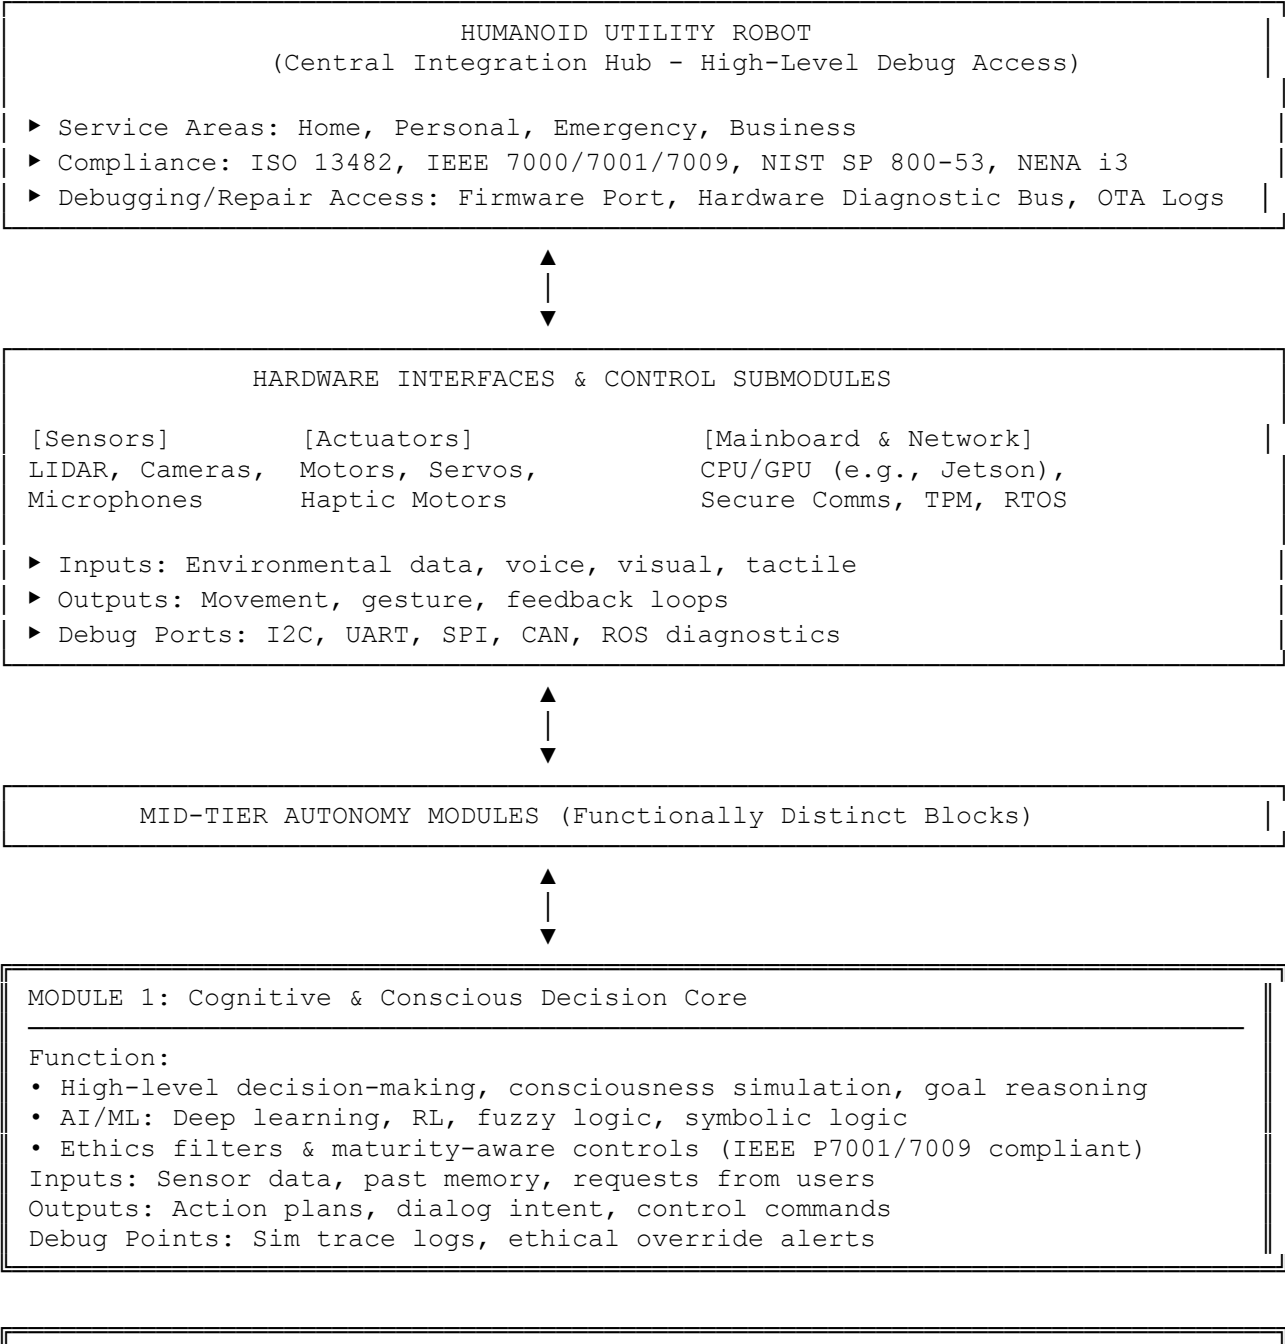 HUMANOID UTILITY ROBOT
(Central Integration Hub - High-Level Debug Access)
▶ Service Areas: Home, Personal, Emergency, Business
▶ Compliance: ISO 13482, IEEE 7000/7001/7009, NIST SP 800-53, NENA i3
▶ Debugging/Repair Access: Firmware Port, Hardware Diagnostic Bus, OTA Logs
HARDWARE INTERFACES & CONTROL SUBMODULES
[Sensors] [Actuators] [Mainboard & Network]
LIDAR, Cameras, Motors, Servos, CPU/GPU (e.g., Jetson),
Microphones Haptic Motors Secure Comms, TPM, RTOS
▶ Inputs: Environmental data, voice, visual, tactile
▶ Outputs: Movement, gesture, feedback loops
▶ Debug Ports: I2C, UART, SPI, CAN, ROS diagnostics
MID-TIER AUTONOMY MODULES (Functionally Distinct Blocks)
MODULE 1: Cognitive & Conscious Decision Core
Function:
• High-level decision-making, consciousness simulation, goal reasoning
• AI/ML: Deep learning, RL, fuzzy logic, symbolic logic
• Ethics filters & maturity-aware controls (IEEE P7001/7009 compliant)
Inputs: Sensor data, past memory, requests from users
Outputs: Action plans, dialog intent, control commands
Debug Points: Sim trace logs, ethical override alerts